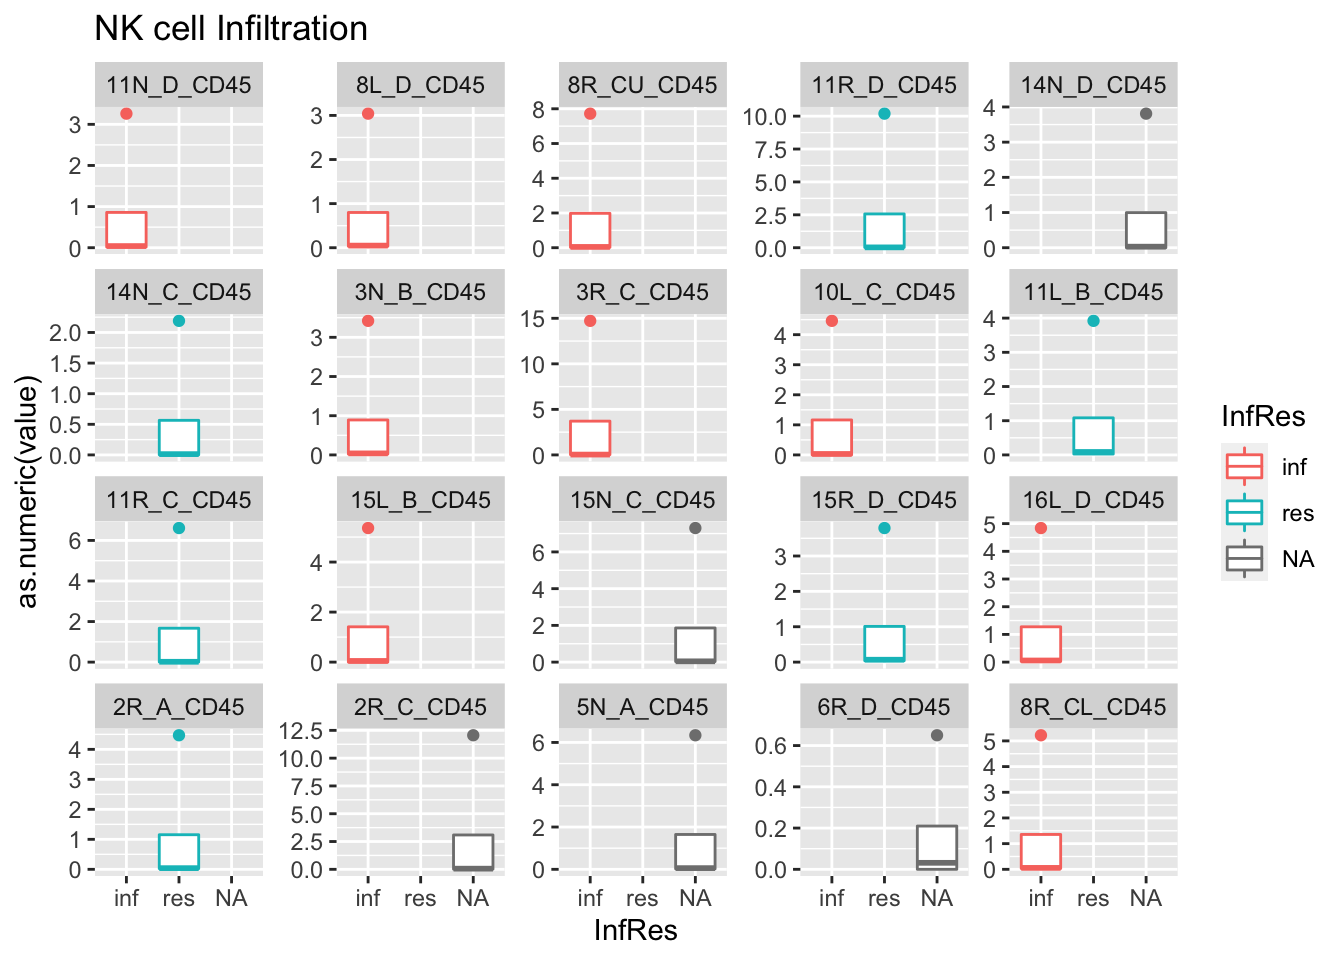 NK cell Infiltration
11N_D_CD45 8L_D_CD45 8R_CU_CD45 11R_D_CD45 14N_D_CD45
3 2 1 0
3 2 1 0
8 6 4 2 0
10.0 7.5 5.0 2.5 0.0
4 3 2 1 0
14N_C_CD45 3N_B_CD45 3R_C_CD45 10L_C_CD45 11L_B_CD45
2.0 1.5 1.0 0.5 0.0
3 2 1 0
15 10 5 0
4 3 2 1 0
4 3 2 1 0
11R_C_CD45 15L_B_CD45 15N_C_CD45 15R_D_CD45 16L_D_CD45
6 4 2 0
4 2 0
6 4 2 0
3 2 1 0
5 4 3 2 1 0
2R_A_CD45 2R_C_CD45 5N_A_CD45 6R_D_CD45 8R_CL_CD45
4 3 2 1 0
12.5 10.0 7.5 5.0 2.5 0.0
6 4 2 0
0.6 0.4 0.2 0.0
5 4 3 2 1 0
inf res NA inf res NA inf res NA inf res NA inf res NA
InfRes
as.numeric(value)
InfRes
inf
res
NA